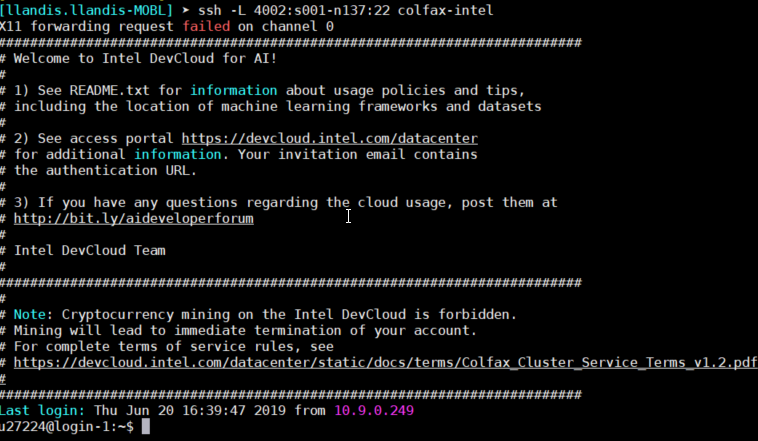 [llandis.llandis-MOBL] ➤ ssh -L 4002:s001-n137:22 colfax-intel
X11 forwarding request failed on channel 0
########################################################################
# Welcome to Intel DevCloud for AI!
#
# 1) See README.txt for information about usage policies and tips,
# including the location of machine learning frameworks and datasets
#
# 2) See access portal https://devcloud.intel.com/datacenter
# for additional information. Your invitation email contains
# the authentication URL.
#
# 3) If you have any questions regarding the cloud usage, post them at
# http://bit.ly/aideveloperforum
#
# Intel DevCloud Team
#
########################################################################
#
# Note: Cryptocurrency mining on the Intel DevCloud is forbidden.
# Mining will lead to immediate termination of your account.
# For complete terms of service rules, see
# https://devcloud.intel.com/datacenter/static/docs/terms/Colfax_Cluster_Service_Terms_v1.2.pdf
#
########################################################################
Last login: Thu Jun 20 16:39:47 2019 from 10.9.0.249
u27224@login-1:~$